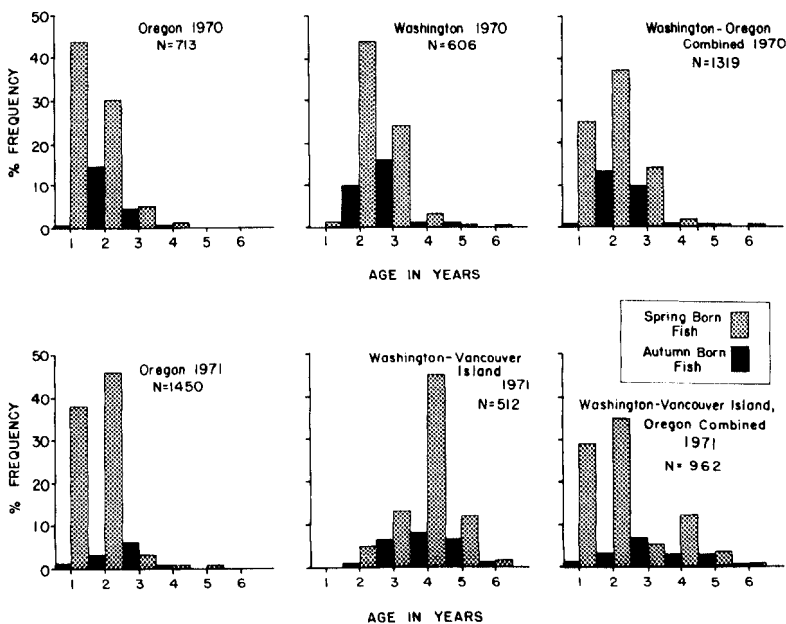 Oregon 1970
N=713
Washington 1970
N=606
Washington-Oregon
Combined 1970
N=1319
% FREQUENCY
50
40
30
20
10
0
1 2 3 4 5 6
1 2 3 4 5 6
1 2 3 4 5 6
AGE IN YEARS
Spring Born
Fish
Autumn Born
Fish
Oregon 1971
N=1450
Washington-Vancouver
Island
1971
N=512
Washington-Vancouver Island,
Oregon Combined
1971
N= 962
% FREQUENCY
50
40
30
20
10
0
1 2 3 4 5 6
1 2 3 4 5 6
1 2 3 4 5 6
AGE IN YEARS